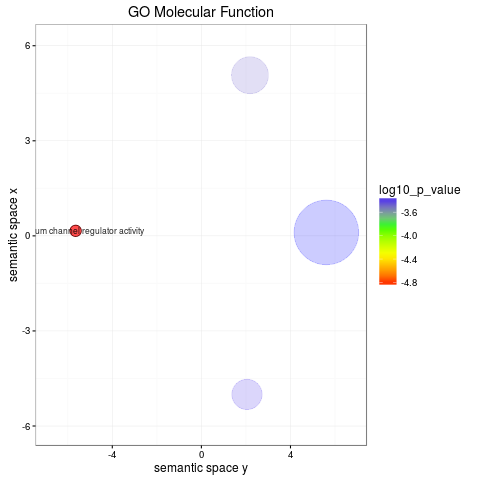 GO Molecular Function
6
3
0
-3
-6
semantic space x
um channel regulator activity
-4
0
4
semantic space y
log10_p_value
-3.6
-4.0
-4.4
-4.8